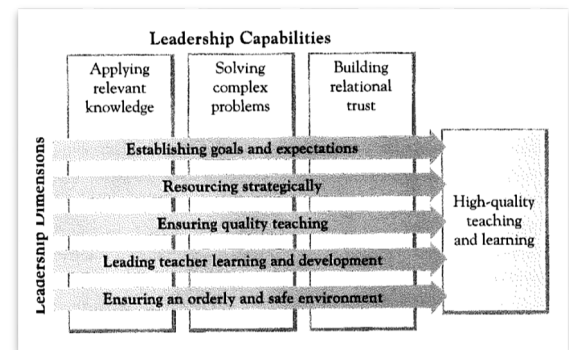 Leadership Capabilities
Applying
relevant
knowledge
Solving
complex
problems
Building
relational
trust
Leadership Dimensions
Establishing goals and expectations
Resourcing strategically
Ensuring quality teaching
Leading teacher learning and development
Ensuring an orderly and safe environment
High-quality
teaching
and learning